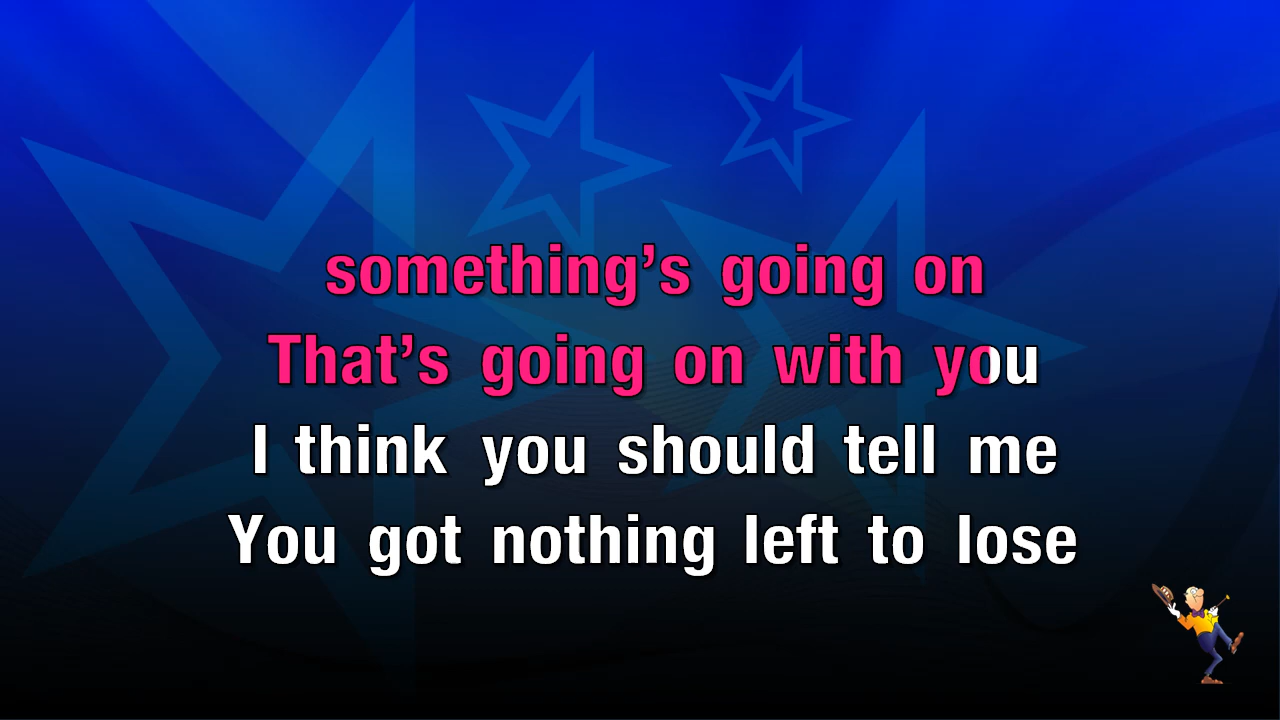 something’s going on
That’s going on with you
I think you should tell me
You got nothing left to lose